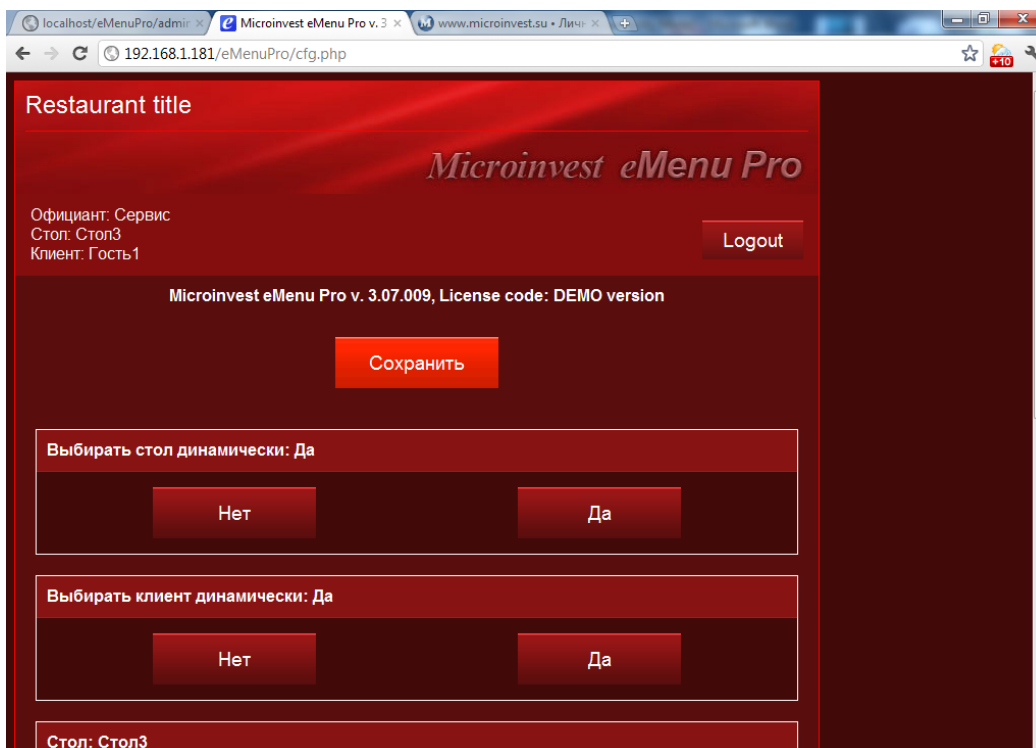 localhost/eMenuPro/admin
Microinvest eMenu Pro v. 3
www.microinvest.su • Личн
192.168.1.181/eMenuPro/cfg.php
+10
Restaurant title
Microinvest eMenu Pro
Официант: Сервис
Стол: Стол3
Клиент: Гость1
Logout
Microinvest eMenu Pro v. 3.07.009, License code: DEMO version
Сохранить
Выбирать стол динамически: Да
Нет
Да
Выбирать клиент динамически: Да
Нет
Да
Стол: Стол3